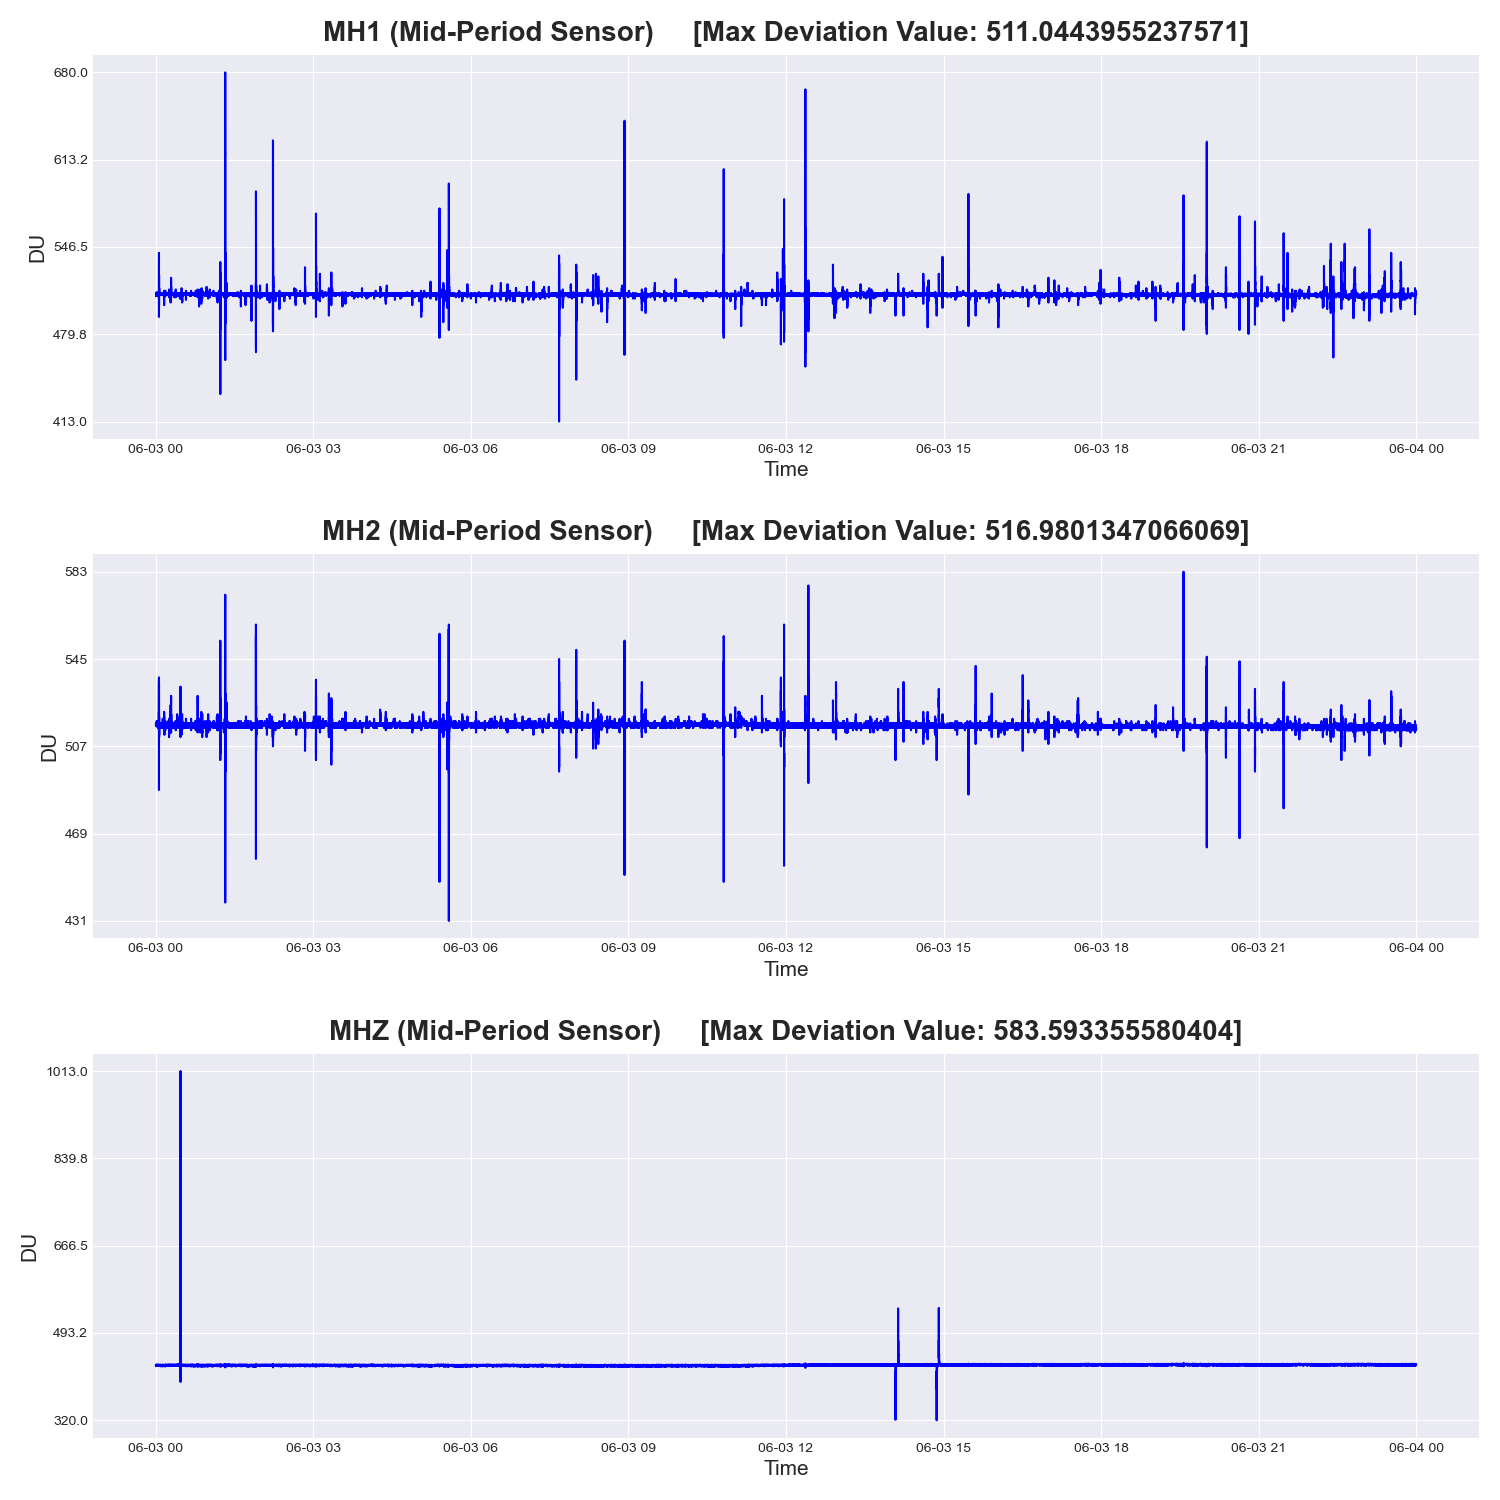 MH1 (Mid-Period Sensor) [Max Deviation Value: 511.0443955237571]
680.0
613.2
546.5
479.8
413.0
DU
06-03 00 06-03 03 06-03 06 06-03 09 06-03 12 06-03 15 06-03 18 06-03 21 06-04 00
Time
MH2 (Mid-Period Sensor) [Max Deviation Value: 516.9801347066069]
583
545
507
469
431
DU
06-03 00 06-03 03 06-03 06 06-03 09 06-03 12 06-03 15 06-03 18 06-03 21 06-04 00
Time
MHZ (Mid-Period Sensor) [Max Deviation Value: 583.593355580404]
1013.0
839.8
666.5
493.2
320.0
DU
06-03 00 06-03 03 06-03 06 06-03 09 06-03 12 06-03 15 06-03 18 06-03 21 06-04 00
Time